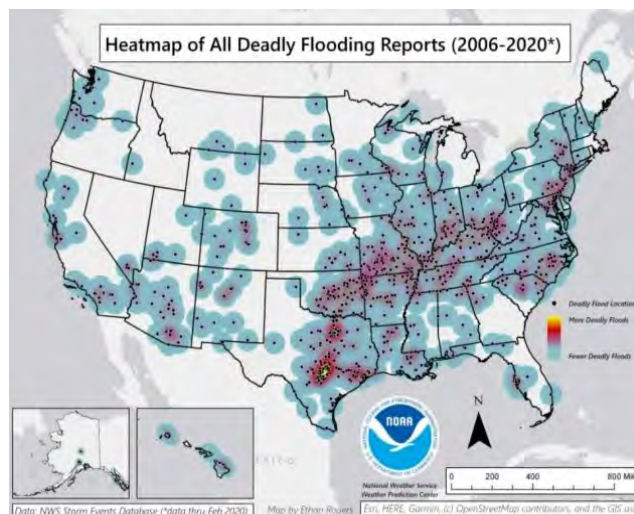 Heatmap of All Deadly Flooding Reports (2006-2020*)
Deadly Flood Location
More Deadly Floods
Fewer Deadly Floods
N
NOAA
National Weather Service
Weather Prediction Center
0 200 400 800 Mil
Data: NWS Storm Events Database (*data thru Feb 2020)
Map by Ethan Rogers
Esri, HERE, Garmin, (c) OpenStreetMap contributors, and the GIS us